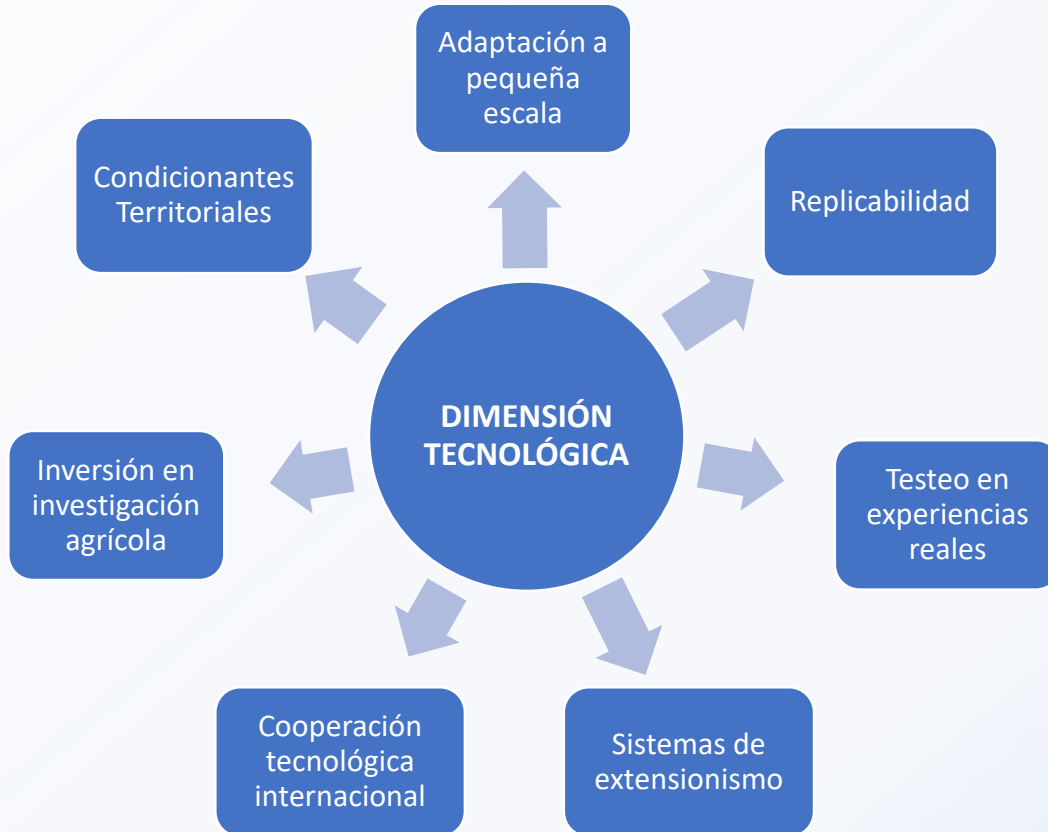 Adaptación a
pequeña
escala
Condicionantes
Territoriales
Replicabilidad
DIMENSIÓN
TECNOLÓGICA
Inversión en
investigación
agrícola
Testeo en
experiencias
reales
Cooperación
tecnológica
internacional
Sistemas de
extensionismo